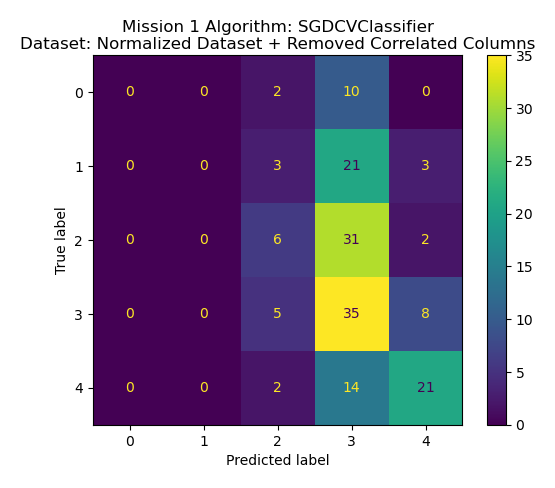 Mission 1 Algorithm: SGDCVClassifier
Dataset: Normalized Dataset + Removed Correlated Columns
True label
0 0 0 2 10 0
1 0 0 3 21 3
2 0 0 6 31 2
3 0 0 5 35 8
4 0 0 2 14 21
0 1 2 3 4
Predicted label
35
30
25
20
15
10
5
0